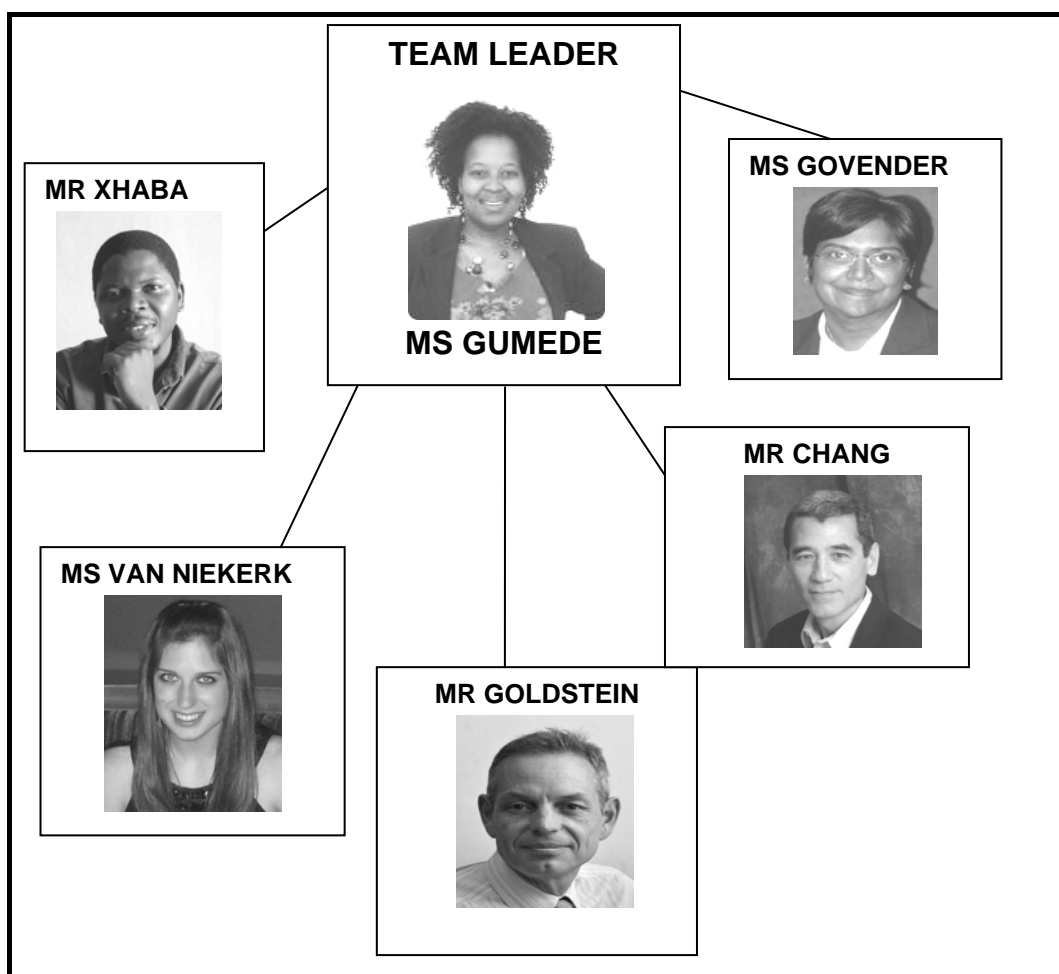 TEAM LEADER
MS GUMEDE
MR XHABA
MS GOVENDER
MR CHANG
MS VAN NIEKERK
MR GOLDSTEIN